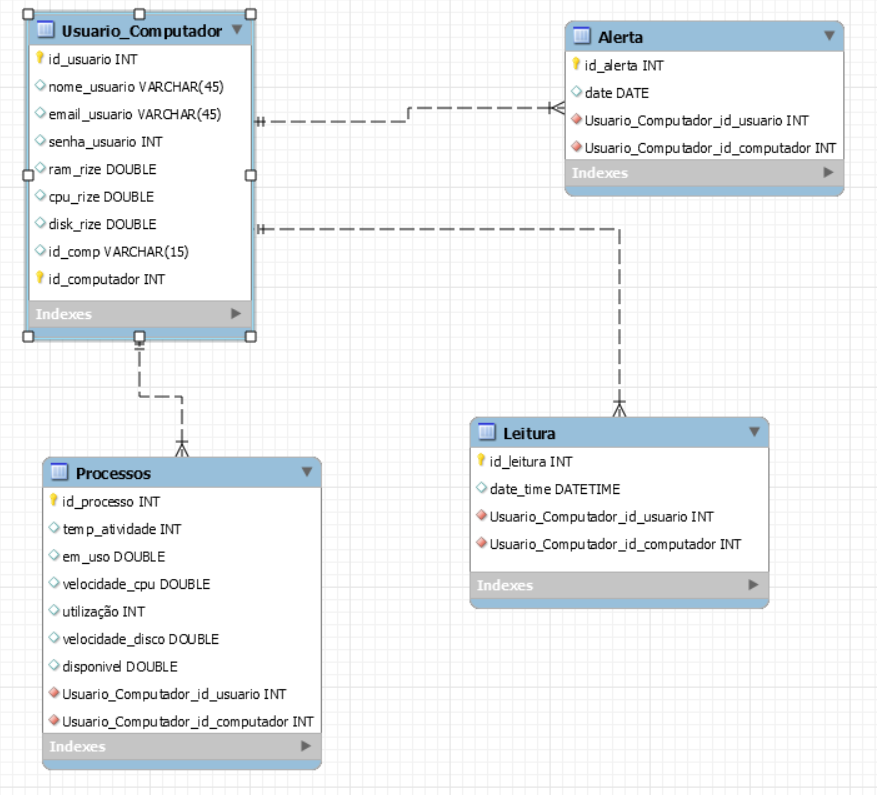 Usuario_Computador
id_usuario INT
nome_usuario VARCHAR(45)
email_usuario VARCHAR(45)
senha_usuario INT
ram_rize DOUBLE
cpu_rize DOUBLE
disk_rize DOUBLE
id_comp VARCHAR(15)
id_computador INT
Indexes
Alerta
id_alerta INT
date DATE
Usuario_Computador_id_usuario INT
Usuario_Computador_id_computador INT
Indexes
Processos
id_processo INT
temp_atividade INT
em_uso DOUBLE
velocidade_cpu DOUBLE
utilização INT
velocidade_disco DOUBLE
disponivel DOUBLE
Usuario_Computador_id_usuario INT
Usuario_Computador_id_computador INT
Indexes
Leitura
id_leitura INT
date_time DATETIME
Usuario_Computador_id_usuario INT
Usuario_Computador_id_computador INT
Indexes